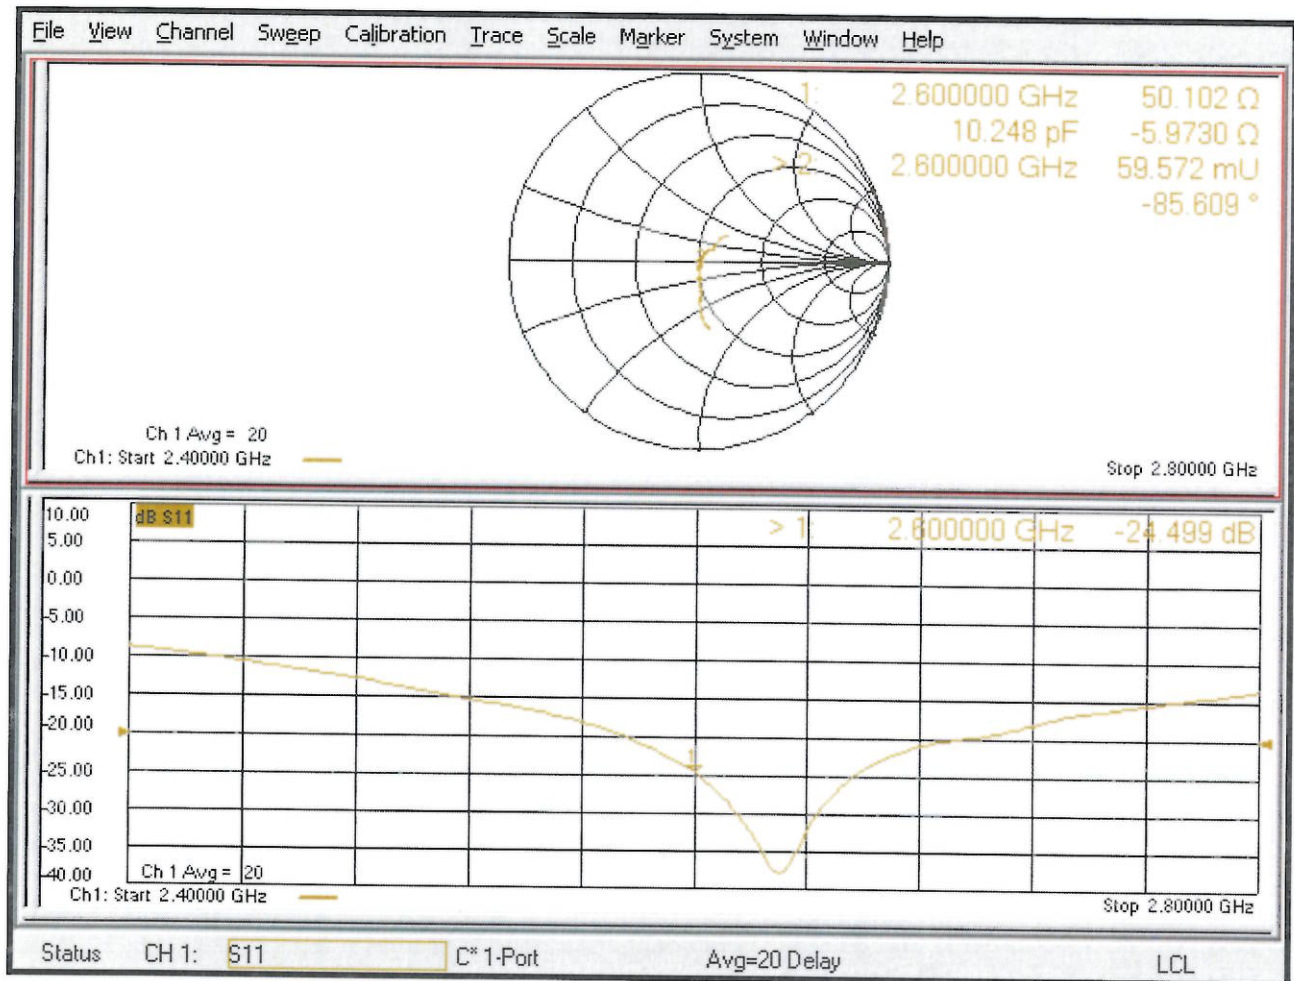 File View Channel Sweep Calibration Trace Scale Marker System Window Help
1: 2.600000 GHz 50.102 Ω
10.248 pF -5.9730 Ω
> 2: 2.600000 GHz 59.572 mU
-85.609 °
Ch 1 Avg = 20
Ch1: Start 2.40000 GHz
Stop 2.80000 GHz
10.00
dB S11
> 1: 2.600000 GHz -24.499 dB
5.00
0.00
-5.00
-10.00
-15.00
-20.00
1
-25.00
-30.00
-35.00
-40.00
Ch 1 Avg = 20
Ch1: Start 2.40000 GHz
Stop 2.80000 GHz
Status CH 1: S11 C* 1-Port Avg=20 Delay LCL